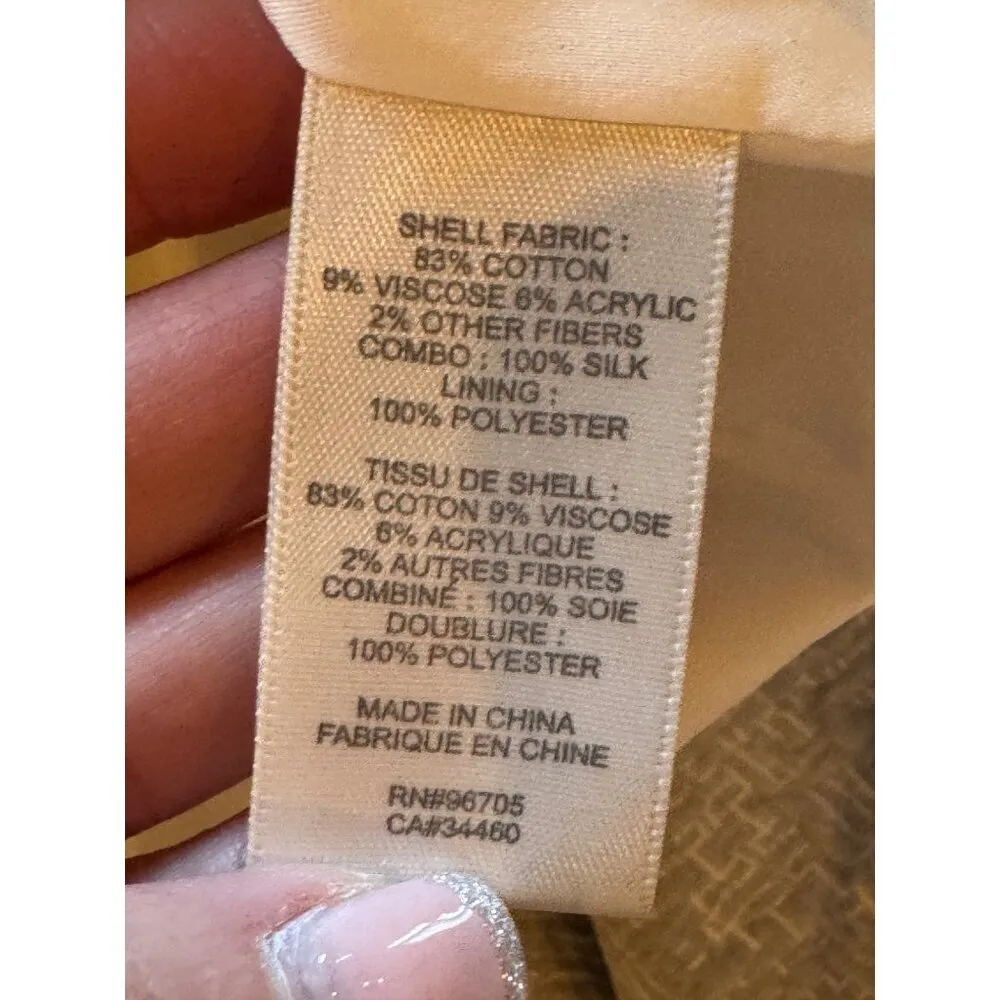 SHELL FABRIC :
83% COTTON
9% VISCOSE 6% ACRYLIC
2% OTHER FIBERS
COMBO : 100% SILK
LINING :
100% POLYESTER
TISSU DE SHELL :
83% COTON 9% VISCOSE
6% ACRYLIQUE
2% AUTRES FIBRES
COMBINÉ : 100% SOIE
DOUBLURE :
100% POLYESTER
MADE IN CHINA
FABRIQUE EN CHINE
RN#96705
CA#34460